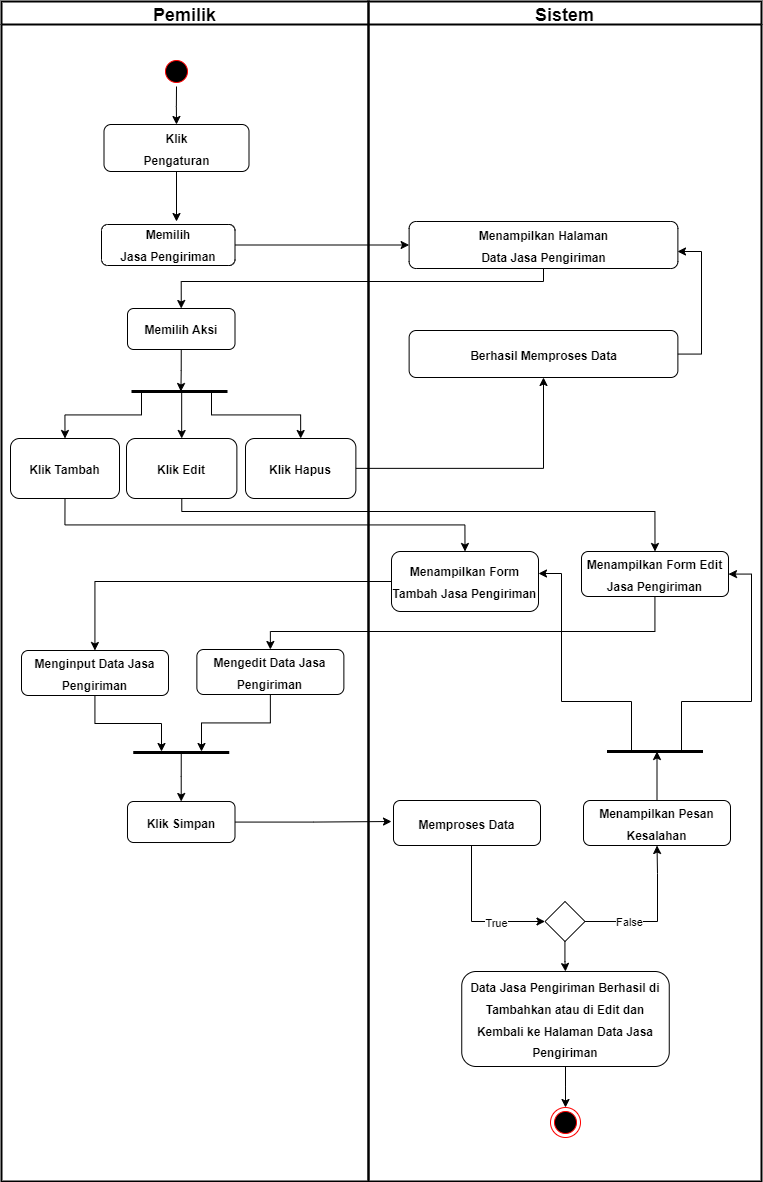 Pemilik
Sistem
Klik
Pengaturan
Memilih
Jasa Pengiriman
Menampilkan Halaman
Data Jasa Pengiriman
Memilih Aksi
Berhasil Memproses Data
Klik Tambah
Klik Edit
Klik Hapus
Menampilkan Form
Tambah Jasa Pengiriman
Menampilkan Form Edit
Jasa Pengiriman
Menginput Data Jasa
Pengiriman
Mengedit Data Jasa
Pengiriman
Klik Simpan
Memproses Data
Menampilkan Pesan
Kesalahan
True
False
Data Jasa Pengiriman Berhasil di
Tambahkan atau di Edit dan
Kembali ke Halaman Data Jasa
Pengiriman